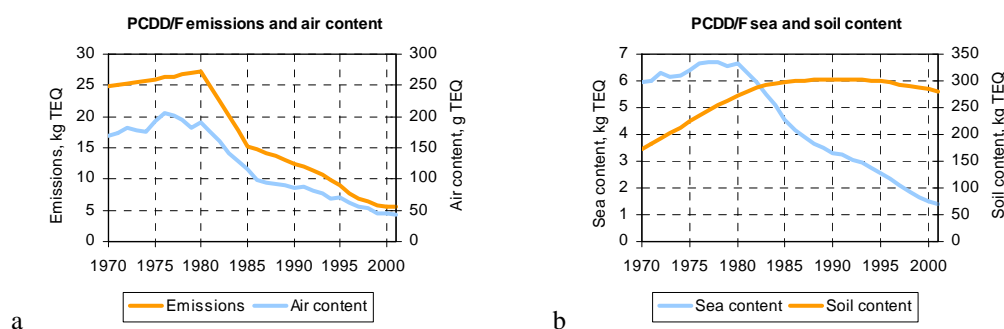 PCDD/F emissions and air content
30
25
20
15
10
5
0
1970 1975 1980 1985 1990 1995 2000
300
250
200
150
100
50
0
Emissions, kg TEQ
Air content, g TEQ
Emissions Air content
a
PCDD/F sea and soil content
7
6
5
4
3
2
1
0
1970 1975 1980 1985 1990 1995 2000
350
300
250
200
150
100
50
0
Sea content, kg TEQ
Soil content, kg TEQ
Sea content Soil content
b